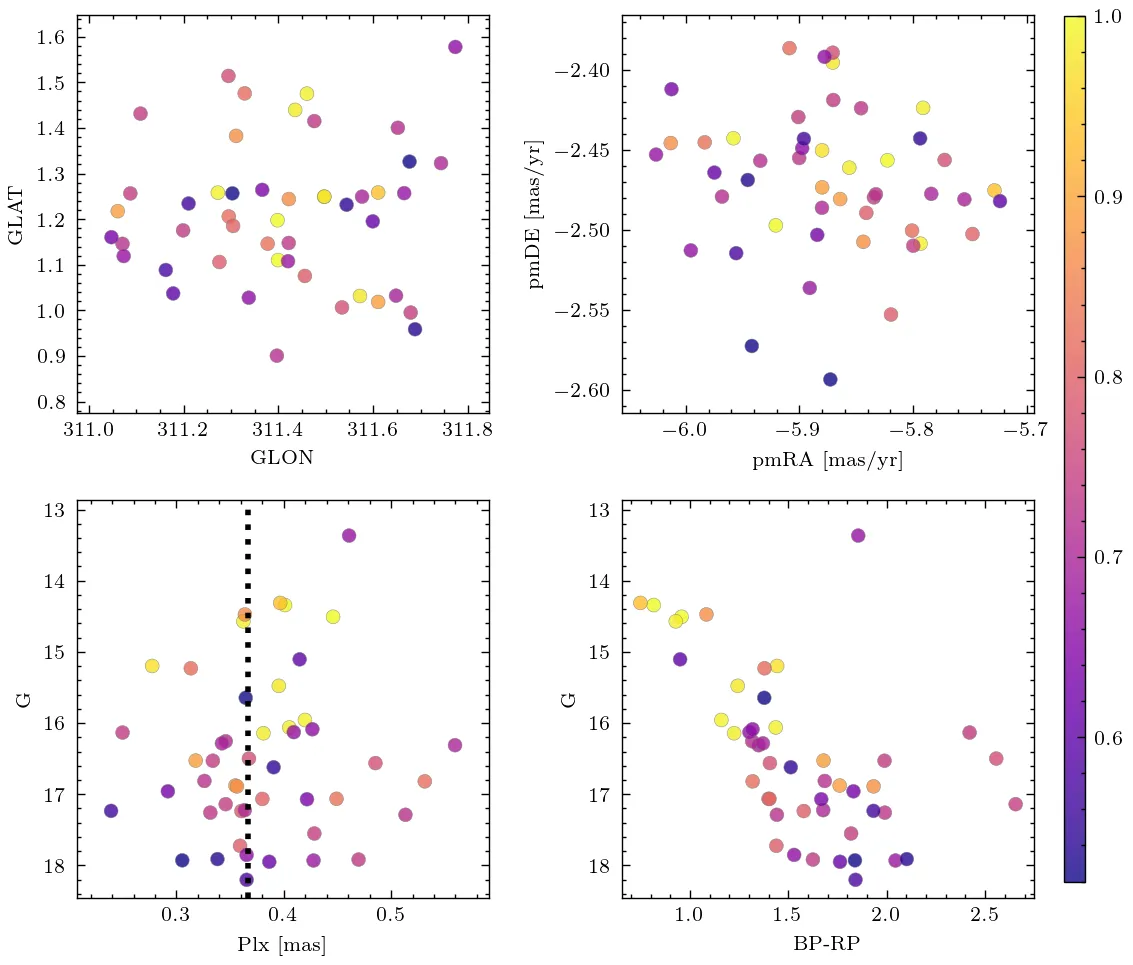 1.6
1.5
1.4
1.3
1.2
1.1
1.0
0.9
0.8
GLAT
311.0 311.2 311.4 311.6 311.8
GLON
−2.40
−2.45
−2.50
−2.55
−2.60
pmDE [mas/yr]
−6.0 −5.9 −5.8 −5.7
pmRA [mas/yr]
13
14
15
16
17
18
G
0.3 0.4 0.5
Plx [mas]
13
14
15
16
17
18
G
1.0 1.5 2.0 2.5
BP-RP
1.0
0.9
0.8
0.7
0.6